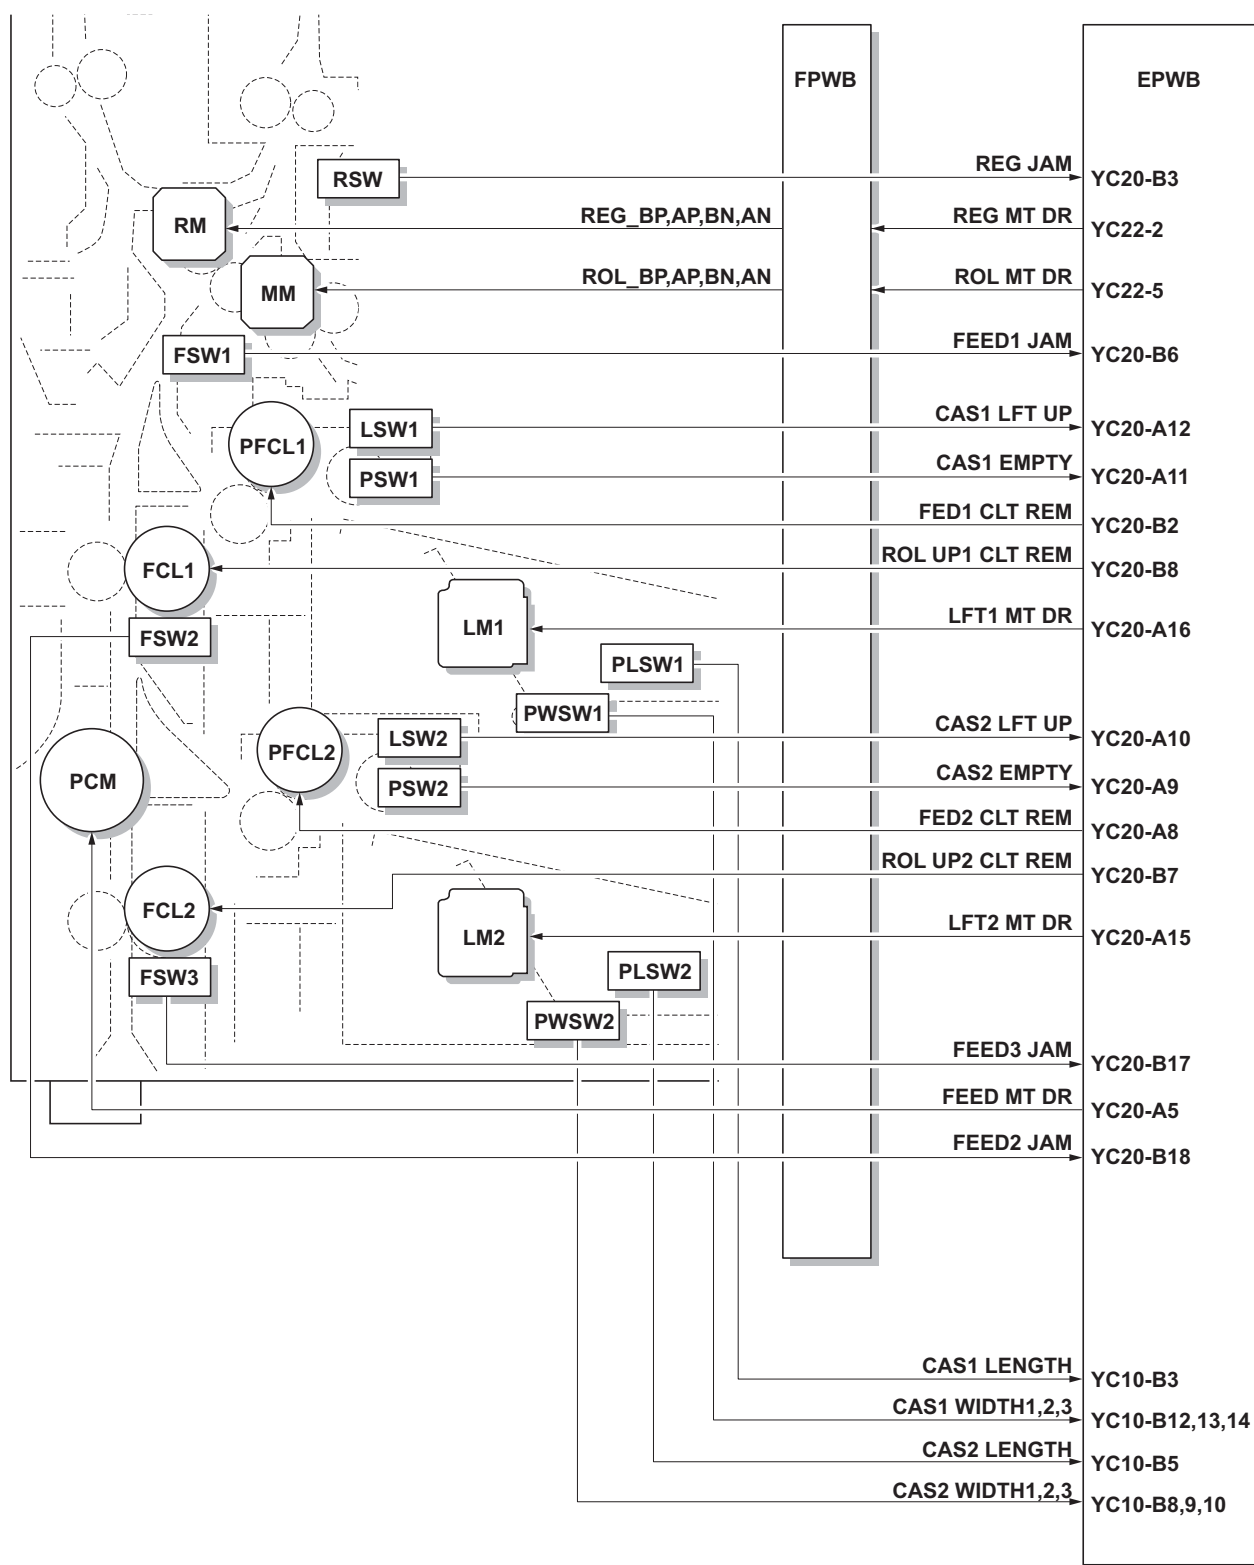 FPWB
EPWB
RSW
REG JAM
YC20-B3
RM
REG_BP,AP,BN,AN
REG MT DR
YC22-2
MM
ROL_BP,AP,BN,AN
ROL MT DR
YC22-5
FSW1
FEED1 JAM
YC20-B6
LSW1
CAS1 LFT UP
YC20-A12
PFCL1
PSW1
CAS1 EMPTY
YC20-A11
FED1 CLT REM
YC20-B2
FCL1
ROL UP1 CLT REM
YC20-B8
FSW2
LM1
LFT1 MT DR
YC20-A16
PLSW1
PWSW1
LSW2
CAS2 LFT UP
YC20-A10
PFCL2
PCM
PSW2
CAS2 EMPTY
YC20-A9
FED2 CLT REM
YC20-A8
ROL UP2 CLT REM
YC20-B7
FCL2
LM2
LFT2 MT DR
YC20-A15
FSW3
PLSW2
PWSW2
FEED3 JAM
YC20-B17
FEED MT DR
YC20-A5
FEED2 JAM
YC20-B18
CAS1 LENGTH
YC10-B3
CAS1 WIDTH1,2,3
YC10-B12,13,14
CAS2 LENGTH
YC10-B5
CAS2 WIDTH1,2,3
YC10-B8,9,10